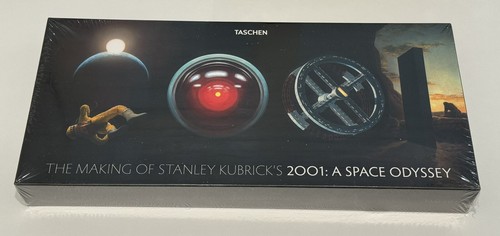 TASCHEN
THE MAKING OF STANLEY KUBRICK'S 2001: A SPACE ODYSSEY